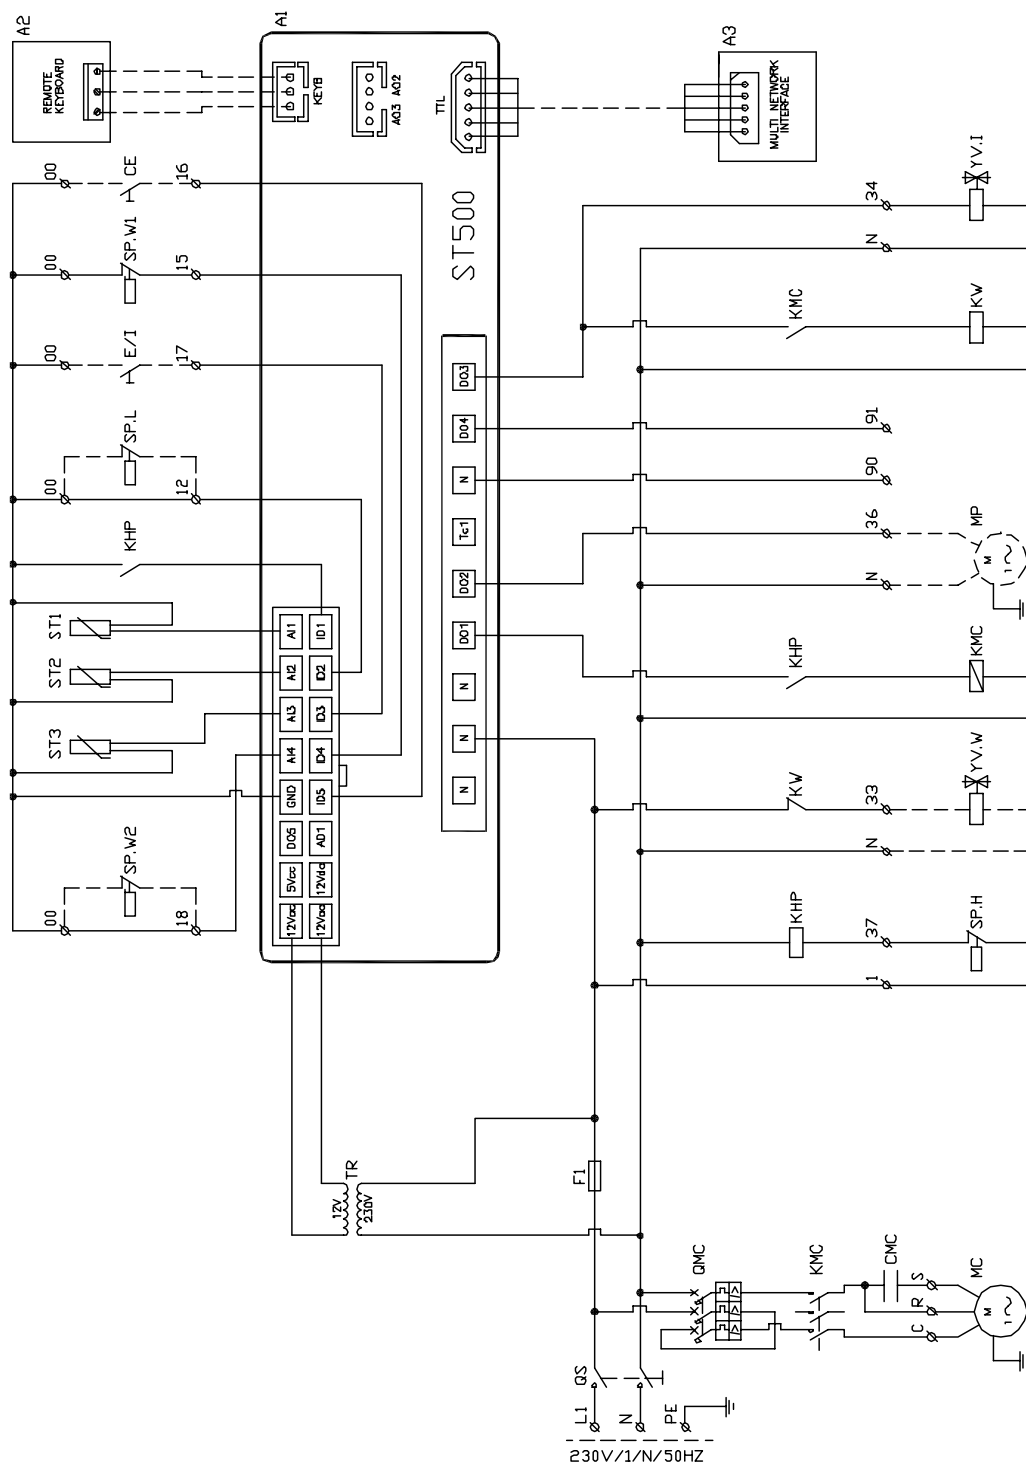 A2
REMOTE
KEYBOARD
A1
KEYB
AO3 AO2
TTL
A3
MULTI NETWORK
INTERFACE
ST500
00
CE
16
00
SP.W1
15
00
E/I
17
00
SP.L
12
KHP
ST1
ST2
ST3
00
SP.W2
18
AI1
ID1
AI2
ID2
AI3
ID3
AI4
ID4
GND
ID5
DO5
AD1
5Vcc
12Vdc
12Vac
12Vac
DO3
DO4
N
Tc1
DO2
DO1
N
N
N
34
YV.I
N
KMC
KW
91
90
36
MP
M
1~
N
KHP
KMC
KW
33
YV.W
N
KHP
37
SP.H
1
TR
12V
230V
F1
QMC
KMC
CMC
S
R
C
MC
M
1~
QS
L1
N
PE
230V/1/N/50HZ